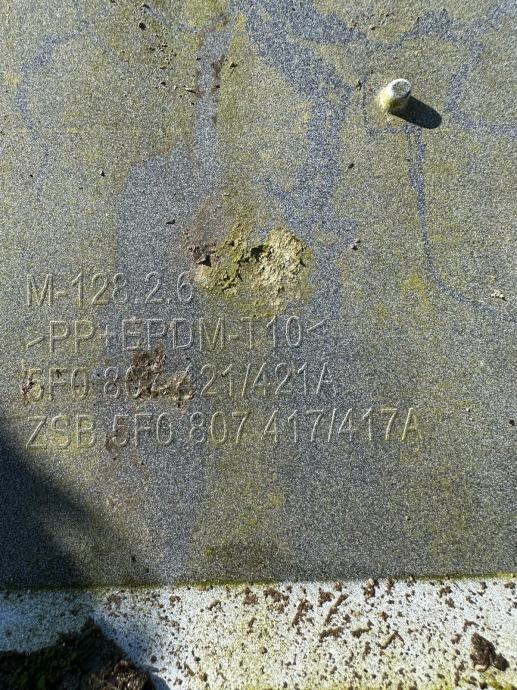 M-128.2.6
>PP+EPDM-T10<
5F0 807 421/421A
ZSB 5F0 807 417/417A